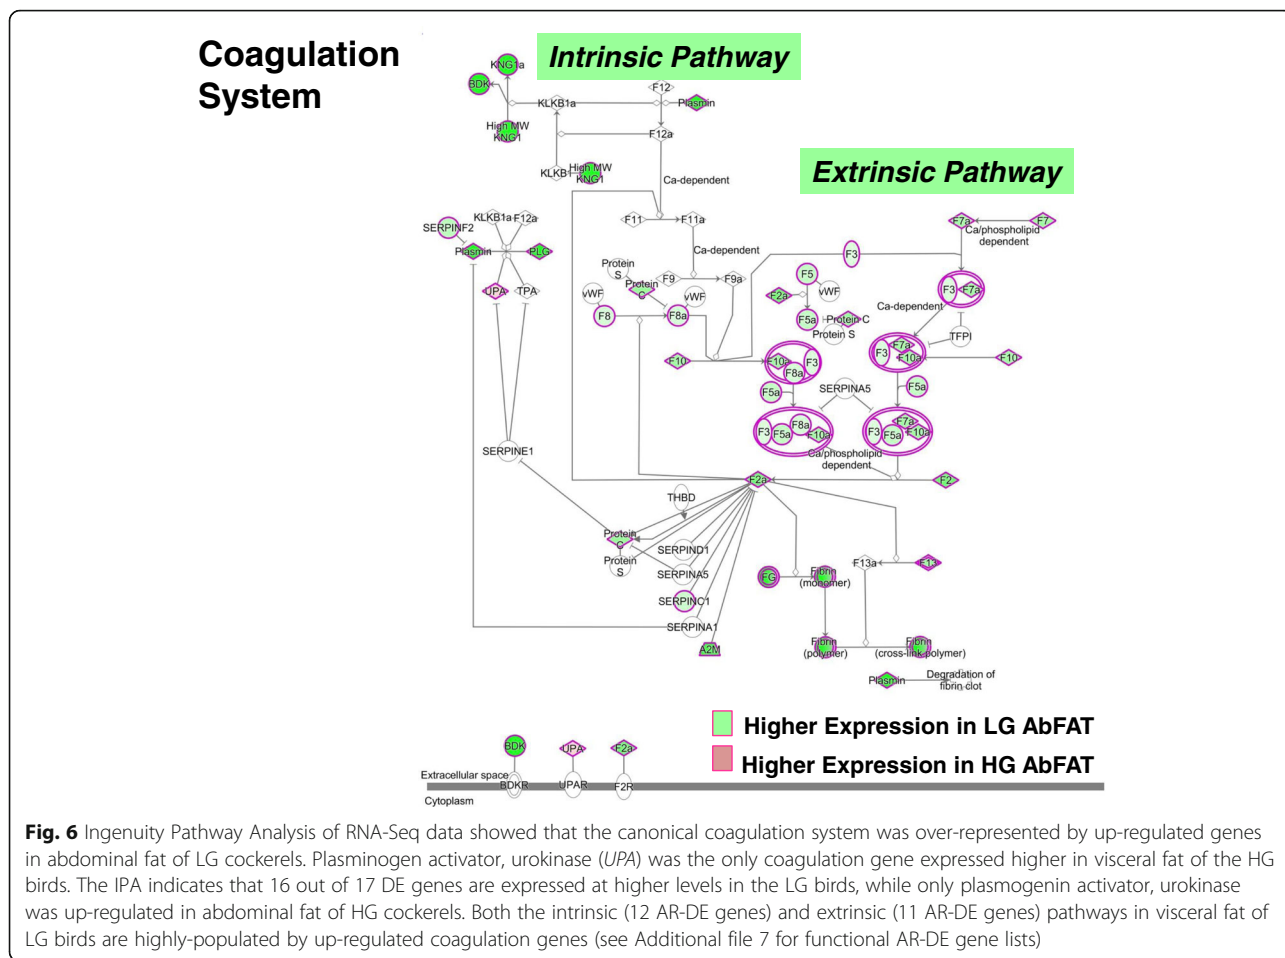 Coagulation
System
Intrinsic Pathway
KNG1a
BDK
KLKB1a
F12
Plasmin
High MW
KNG1
F12a
KLKB1
High MW
KNG1
Ca-dependent
Extrinsic Pathway
KLKB1a
F12a
SERPINF2
Plasmin
PLG
UPA
TPA
F11
F11a
Ca-dependent
F7a
F7
Ca/phospholipid
dependent
F3
Protein
S
Protein
C
F9
F9a
F5
vWF
F2a
F3
F7a
vWF
vWF
F8
F8a
F5a
Protein C
Protein S
Ca-dependent
TFPI
F10
F10a
F3
F8a
F7a
F3
F10a
F10
F5a
SERPINA5
F5a
F3
F5a
F8a
F10a
F7a
F3
F5a
F10a
SERPINE1
Ca/phospholipid
dependent
F2a
F2
THBD
Protein
C
Protein
S
SERPIND1
SERPINA5
SERPINC1
SERPINA1
A2M
FG
Fibrin
(monomer)
F13a
F13
Fibrin
(polymer)
Fibrin
(cross-link polymer)
Plasmin
Degradation of
fibrin clot
Higher Expression in LG AbFAT
Higher Expression in HG AbFAT
BDK
UPA
F2a
Extracellular space
BDKR
UPAR
F2R
Cytoplasm
Fig. 6 Ingenuity Pathway Analysis of RNA-Seq data showed that the canonical coagulation system was over-represented by up-regulated genes
in abdominal fat of LG cockerels. Plasminogen activator, urokinase (UPA) was the only coagulation gene expressed higher in visceral fat of the HG
birds. The IPA indicates that 16 out of 17 DE genes are expressed at higher levels in the LG birds, while only plasmogenin activator, urokinase
was up-regulated in abdominal fat of HG cockerels. Both the intrinsic (12 AR-DE genes) and extrinsic (11 AR-DE genes) pathways in visceral fat of
LG birds are highly-populated by up-regulated coagulation genes (see Additional file 7 for functional AR-DE gene lists)